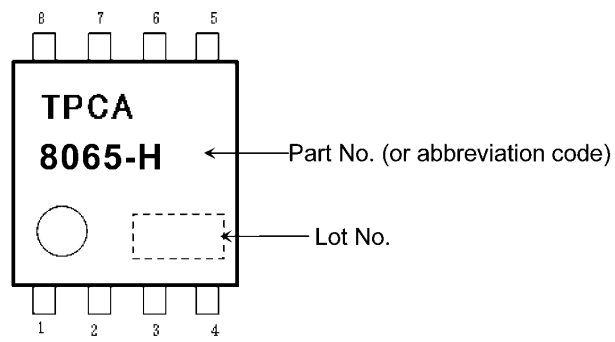 8 7 6 5
TPCA
8065-H
Part No. (or abbreviation code)
Lot No.
1 2 3 4